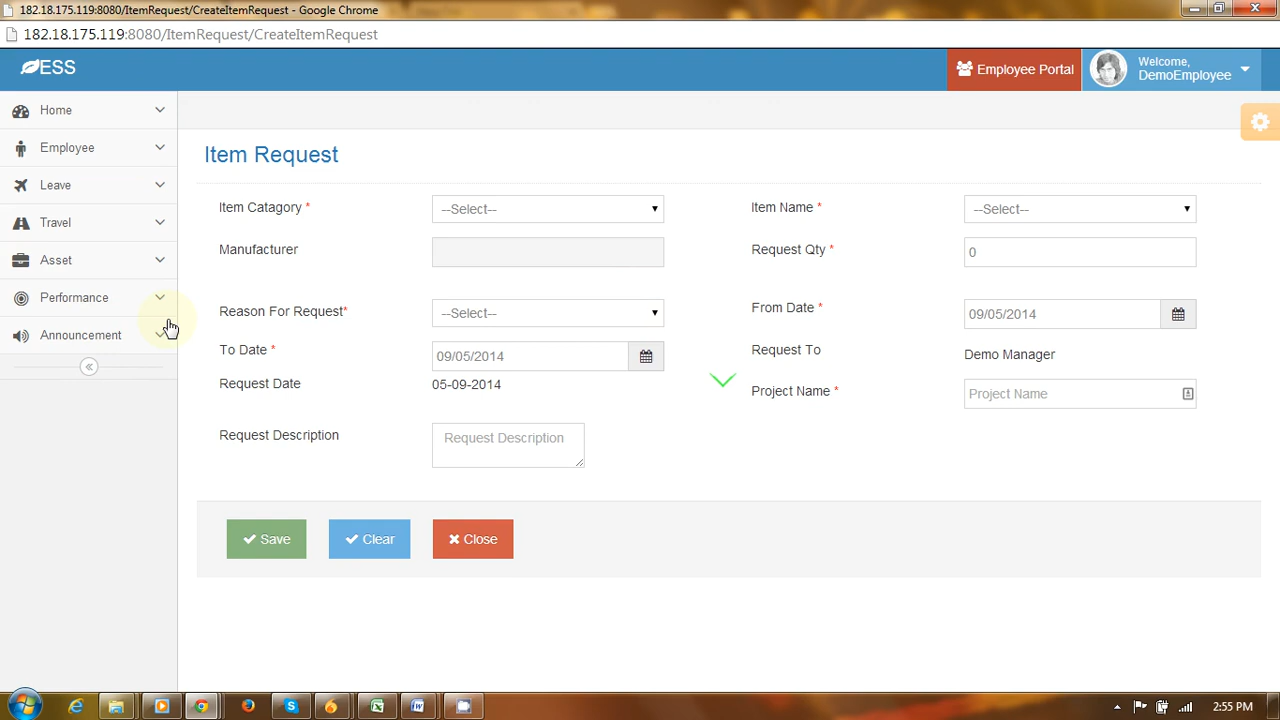 182.18.175.119:8080/ItemRequest/CreateItemRequest - Google Chrome
182.18.175.119:8080/ItemRequest/CreateItemRequest
ESS
Employee Portal
Welcome,
DemoEmployee
Home
Employee
Leave
Travel
Asset
Performance
Announcement
Item Request
Item Catagory *
--Select--
Item Name *
--Select--
Manufacturer
Request Qty *
0
Reason For Request*
--Select--
From Date *
09/05/2014
To Date *
09/05/2014
Request To
Demo Manager
Request Date
05-09-2014
Project Name *
Project Name
Request Description
Request Description
Save
Clear
Close
2:55 PM